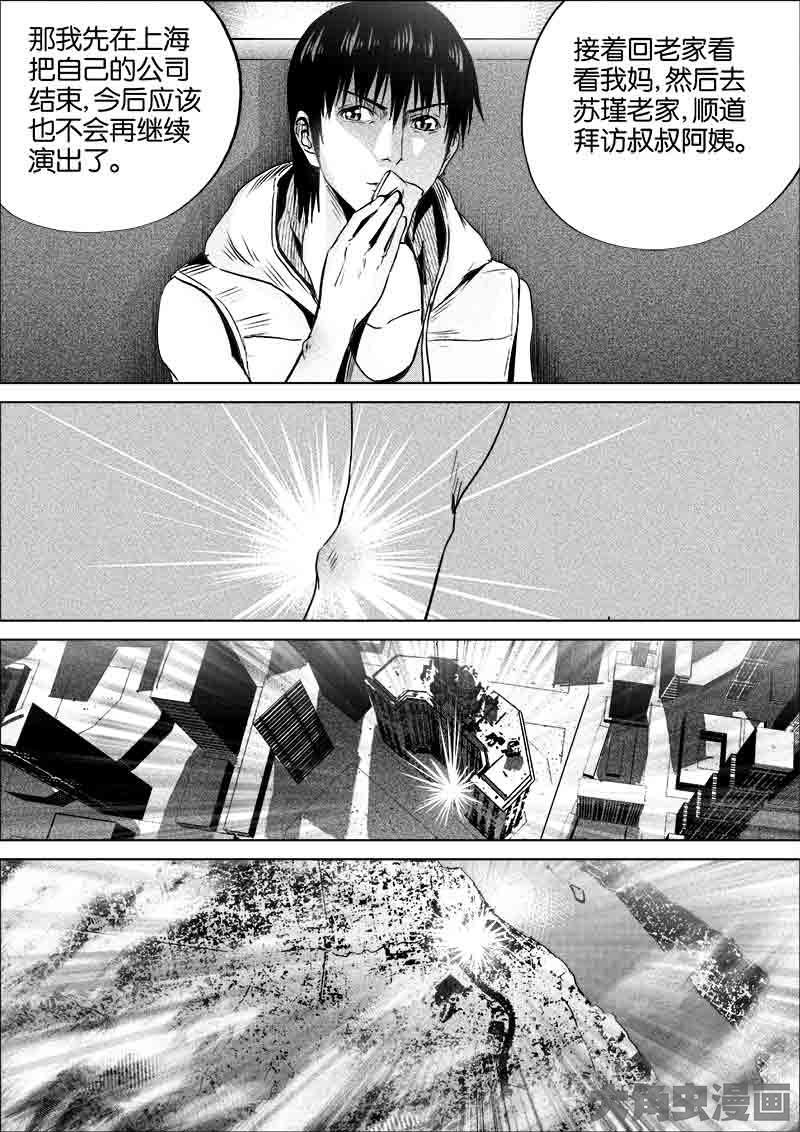 那我先在上海
把自己的公司
结束,今后应该
也不会再继续
演出了。
接着回老家看
看我妈,然后去
苏瑾老家,顺道
拜访叔叔阿姨。
大角虫漫画